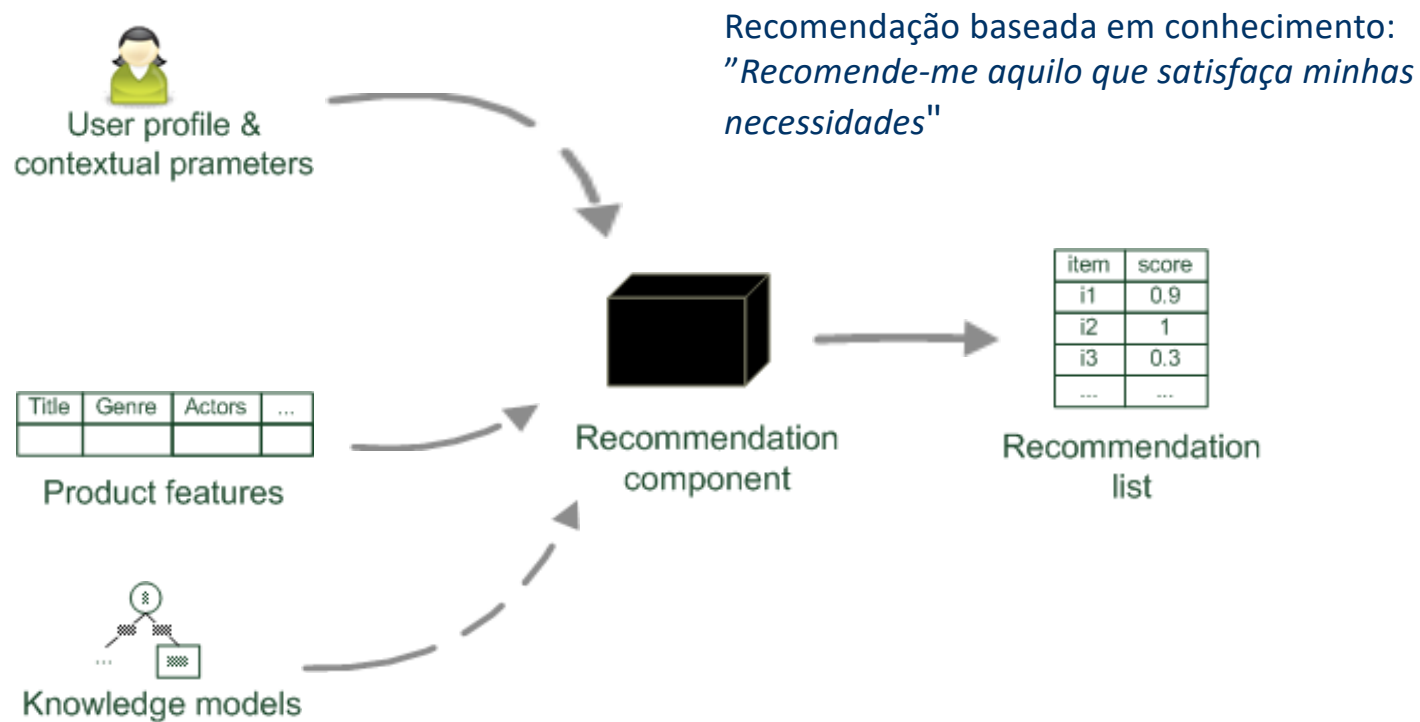 Recomendação baseada em conhecimento:
”Recomende-me aquilo que satisfaça minhas
necessidades"
User profile &
contextual prameters
Title Genre Actors ...
Product features
... 
Knowledge models
Recommendation
component
item score
i1 0.9
i2 1
i3 0.3
... ...
Recommendation
list